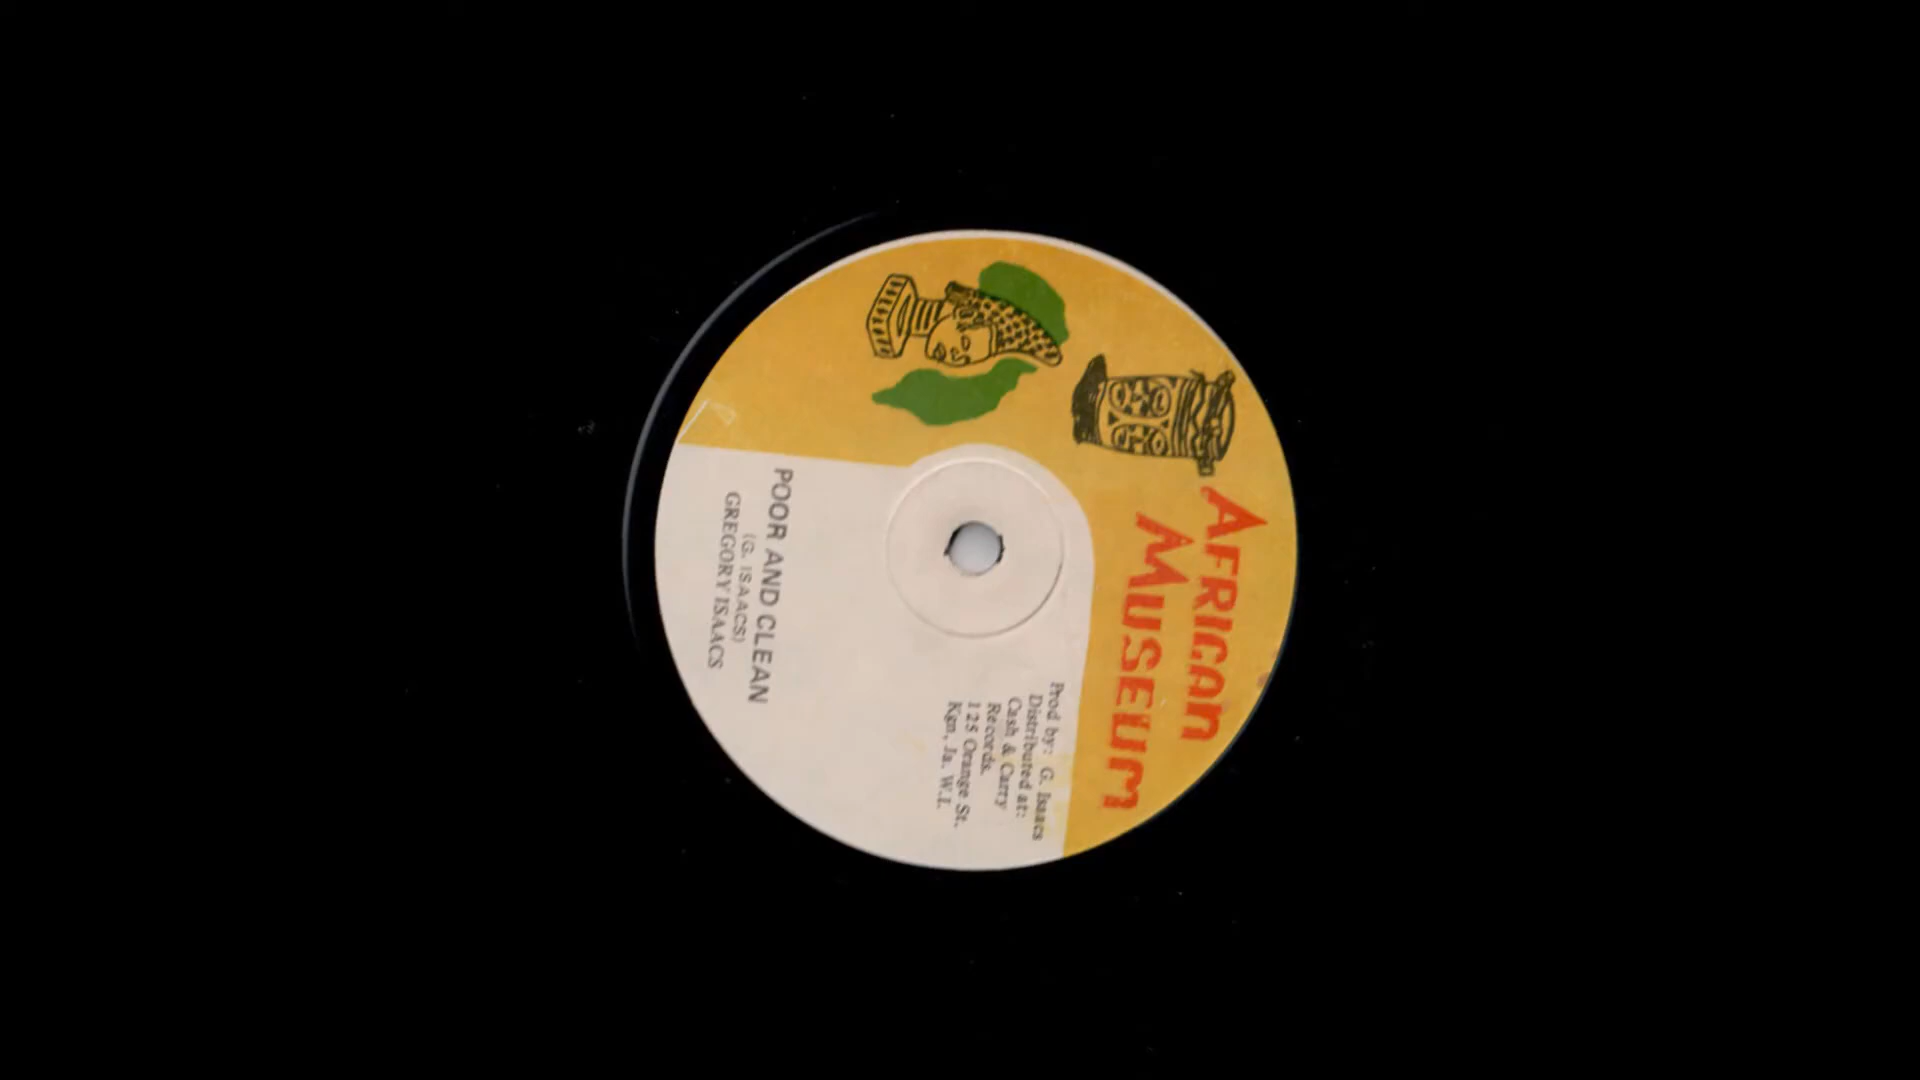 AFRICAN
MUSEUM
Prod by: G. Isaacs
Distributed at:
Cash & Carry
Records.
125 Orange St.
Kgn, Ja. W.I.
POOR AND CLEAN
(G. ISAACS)
GREGORY ISAACS